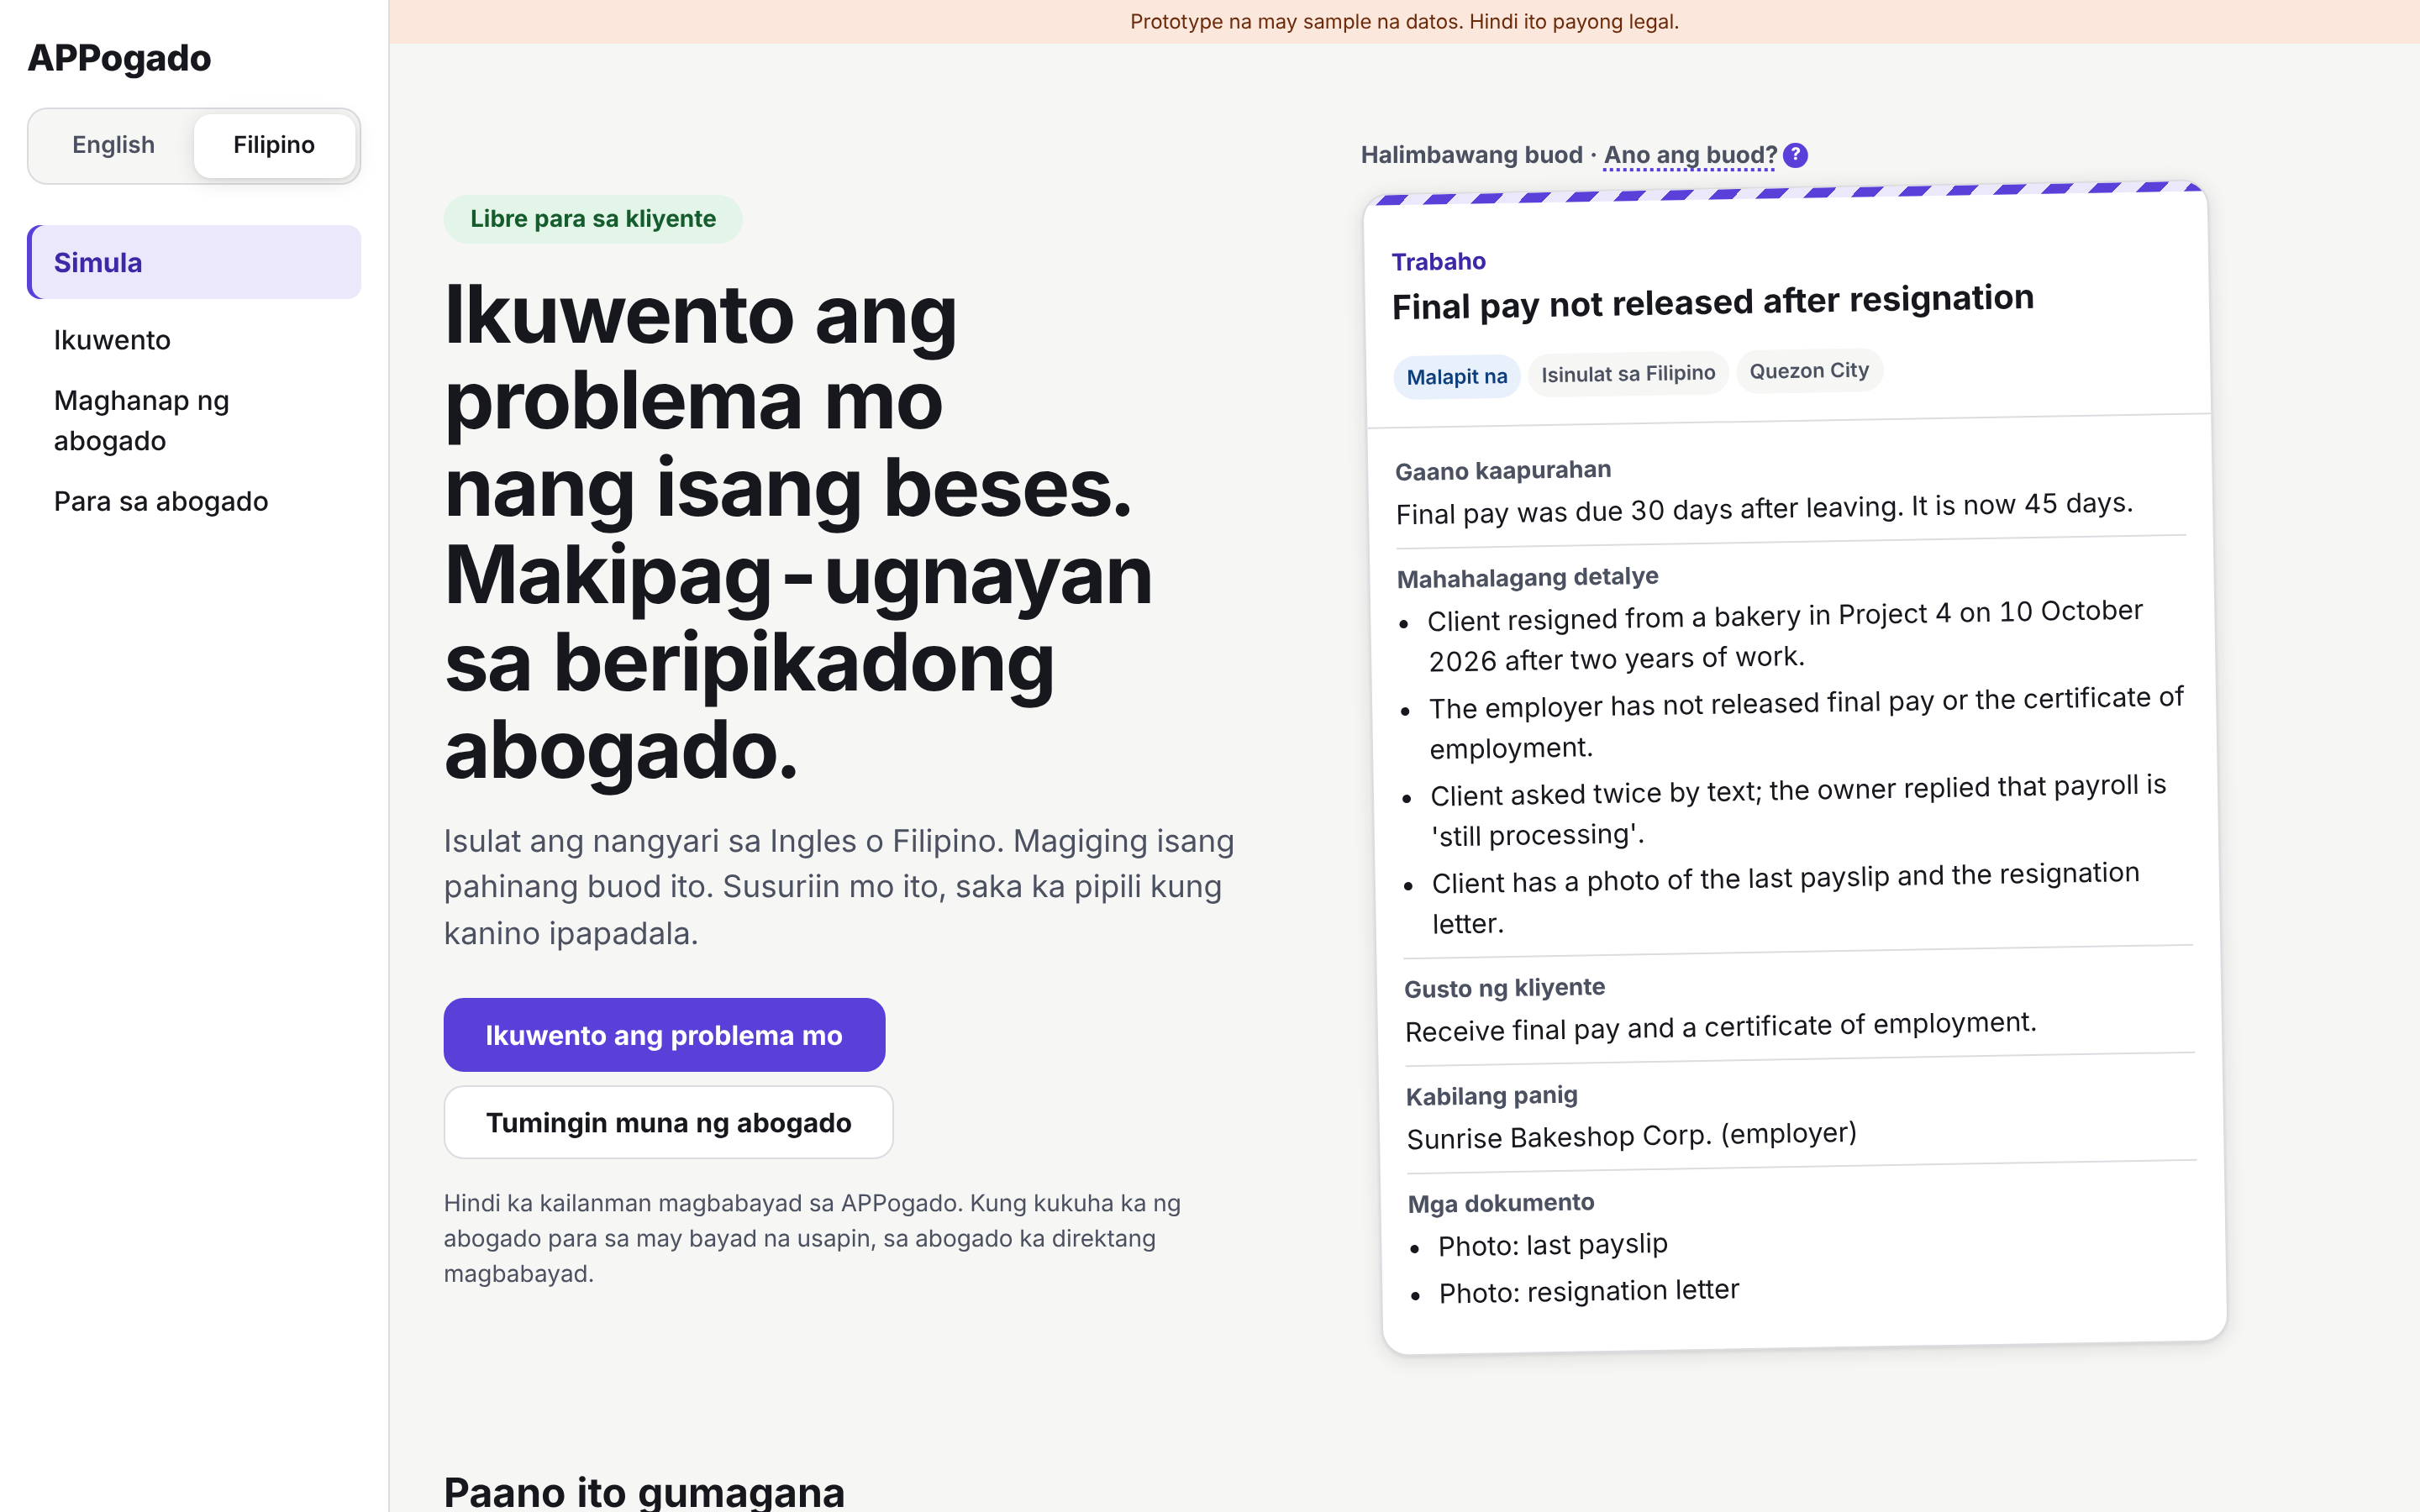 APPogado
English
Filipino
Simula
Ikuwento
Maghanap ng
abogado
Para sa abogado
Prototype na may sample na datos. Hindi ito payong legal.
Libre para sa kliyente
Ikuwento ang
problema mo
nang isang beses.
Makipag-ugnayan
sa beripikadong
abogado.
Isulat ang nangyari sa Ingles o Filipino. Magiging isang
pahinang buod ito. Susuriin mo ito, saka ka pipili kung
kanino ipapadala.
Ikuwento ang problema mo
Tumingin muna ng abogado
Hindi ka kailanman magbabayad sa APPogado. Kung kukuha ka ng
abogado para sa may bayad na usapin, sa abogado ka direktang
magbabayad.
Halimbawang buod · Ano ang buod? ?
Trabaho
Final pay not released after resignation
Malapit na
Isinulat sa Filipino
Quezon City
Gaano kaapurahan
Final pay was due 30 days after leaving. It is now 45 days.
Mahahalagang detalye
• Client resigned from a bakery in Project 4 on 10 October
2026 after two years of work.
• The employer has not released final pay or the certificate of
employment.
• Client asked twice by text; the owner replied that payroll is
'still processing'.
• Client has a photo of the last payslip and the resignation
letter.
Gusto ng kliyente
Receive final pay and a certificate of employment.
Kabilang panig
Sunrise Bakeshop Corp. (employer)
Mga dokumento
• Photo: last payslip
• Photo: resignation letter
Paano ito gumagana